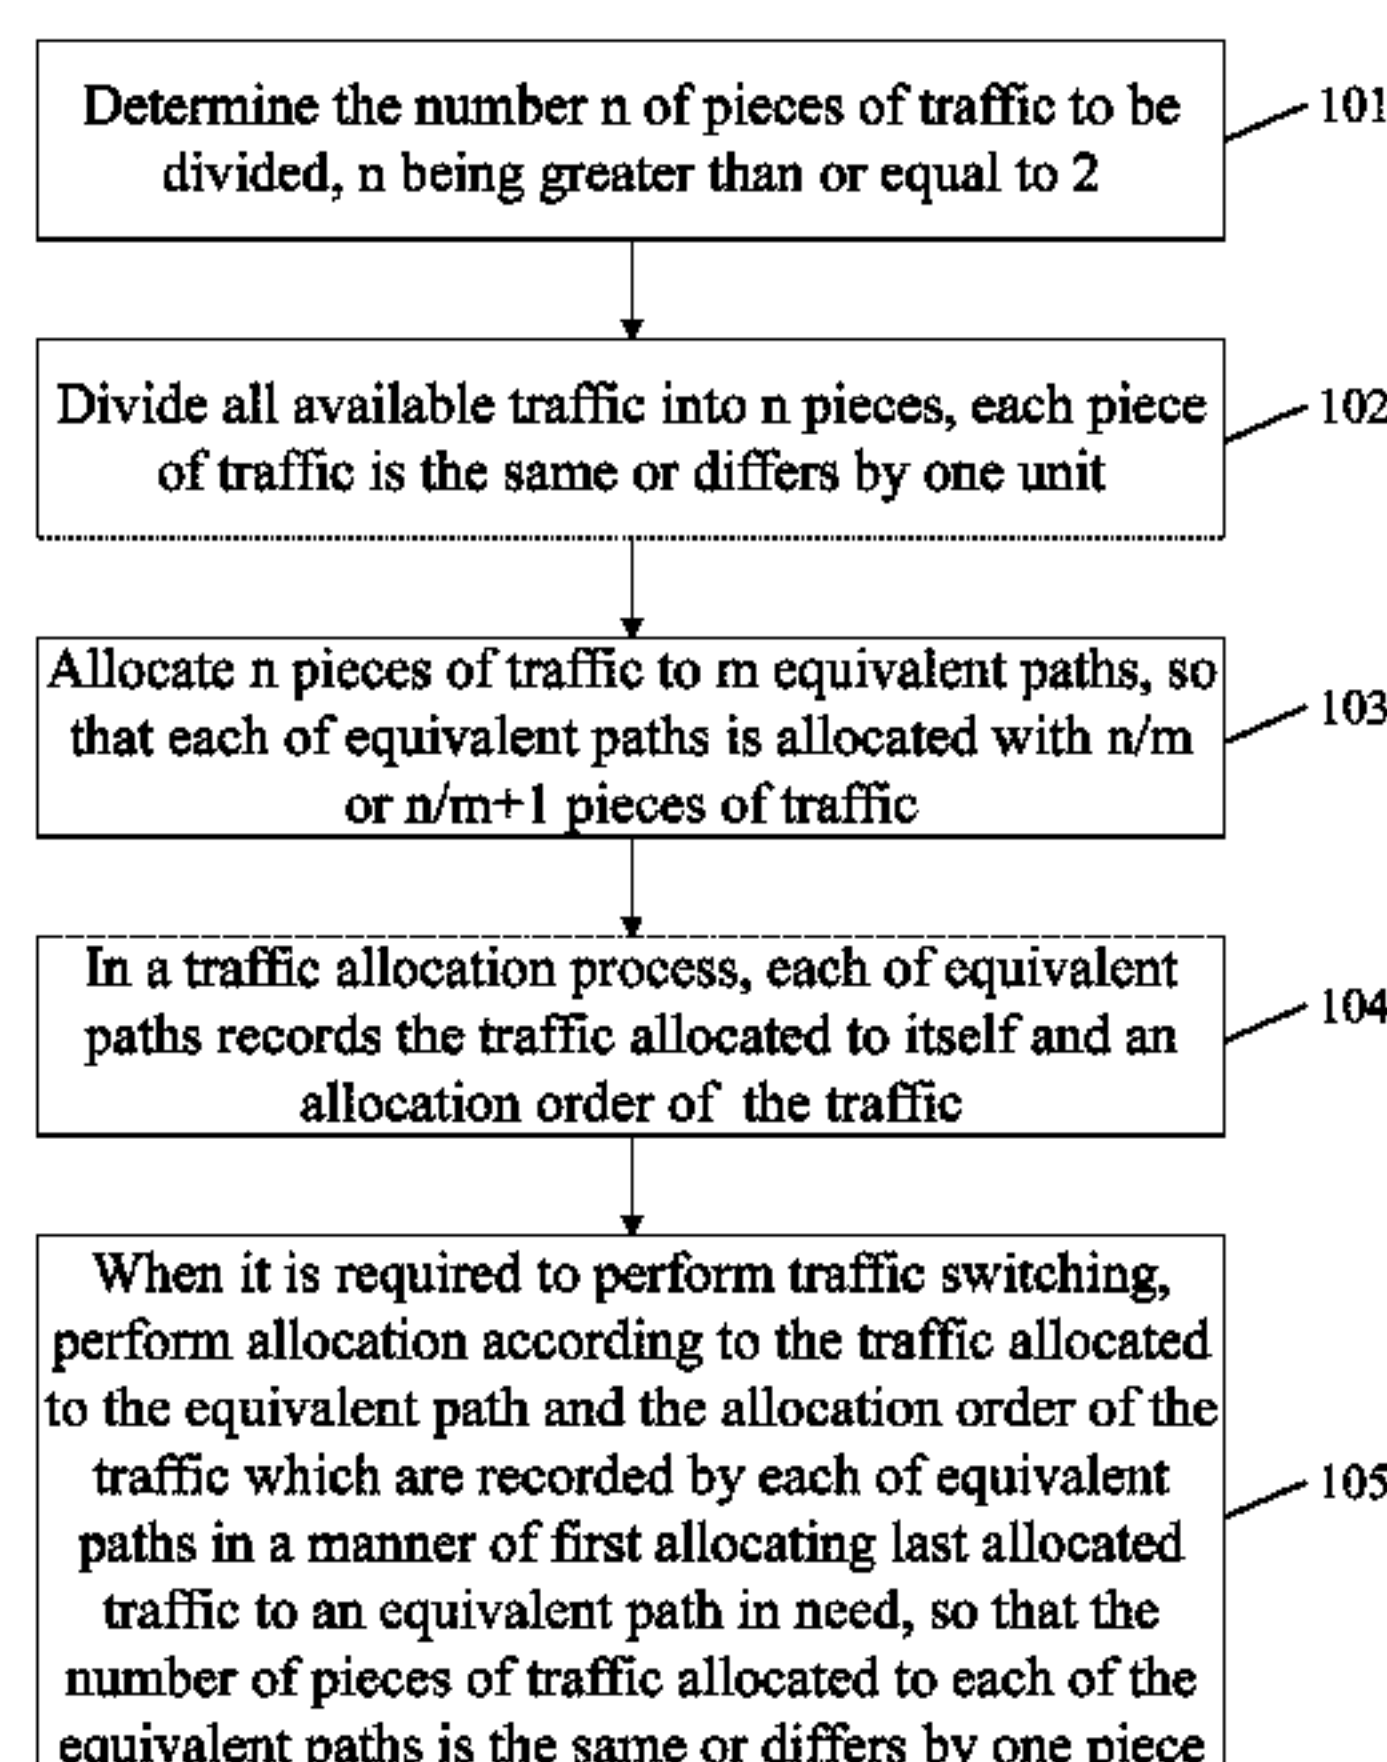 Determine the number n of pieces of traffic to be
divided, n being greater than or equal to 2
101
Divide all available traffic into n pieces, each piece
of traffic is the same or differs by one unit
102
Allocate n pieces of traffic to m equivalent paths, so
that each of equivalent paths is allocated with n/m
or n/m+1 pieces of traffic
103
In a traffic allocation process, each of equivalent
paths records the traffic allocated to itself and an
allocation order of the traffic
104
When it is required to perform traffic switching,
perform allocation according to the traffic allocated
to the equivalent path and the allocation order of the
traffic which are recorded by each of equivalent
paths in a manner of first allocating last allocated
traffic to an equivalent path in need, so that the
number of pieces of traffic allocated to each of the
equivalent paths is the same or differs by one piece
105